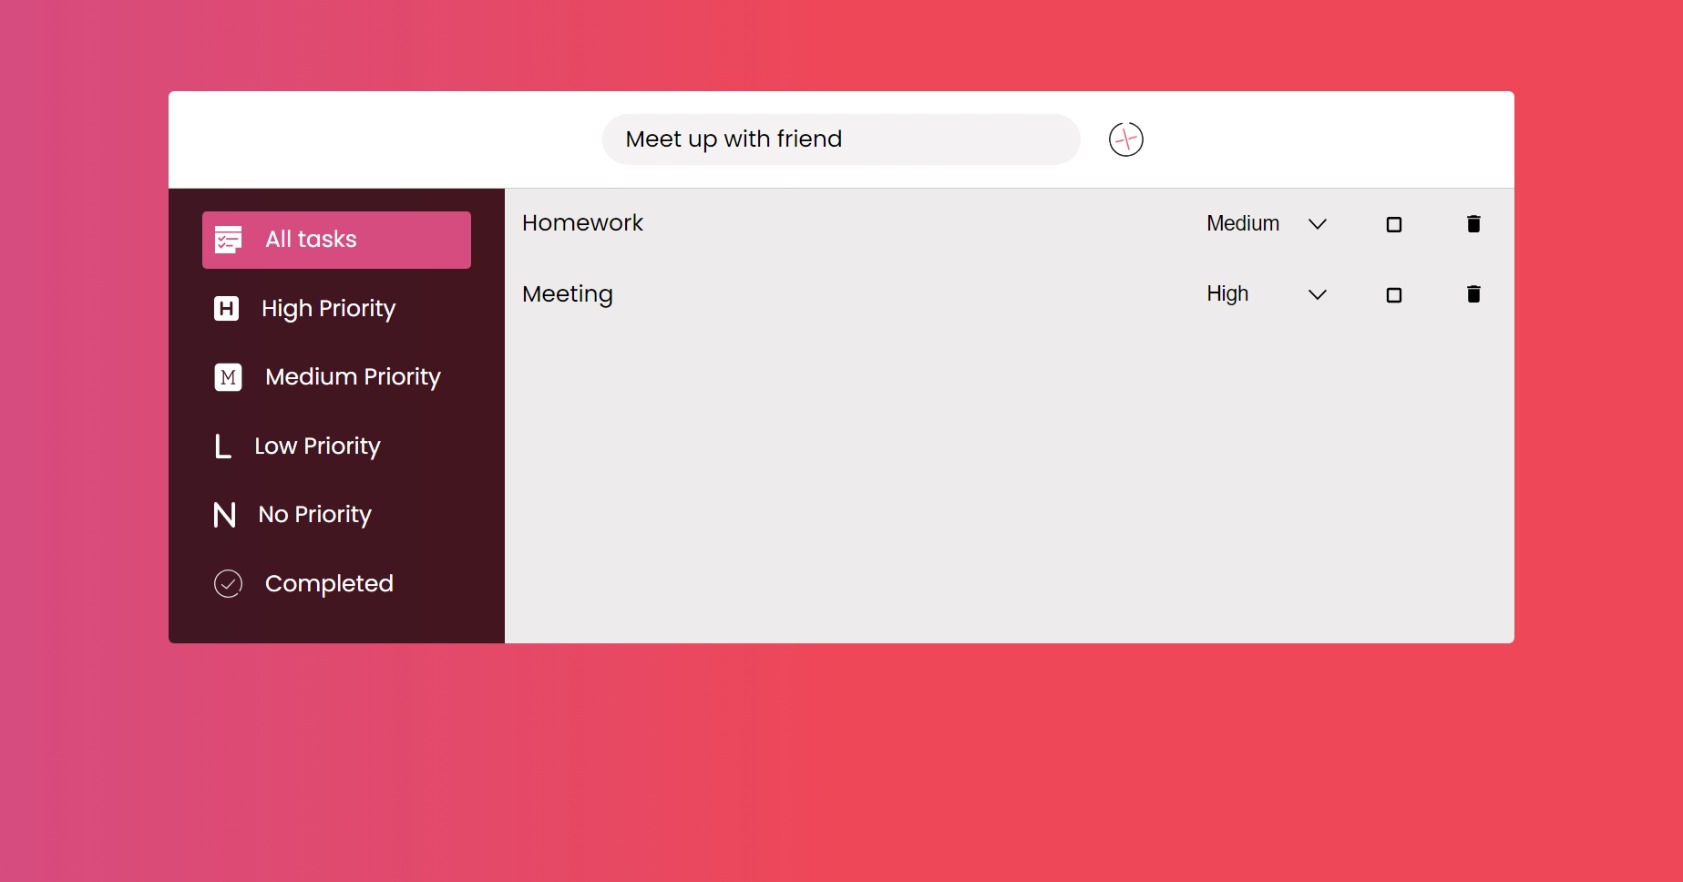 Meet up with friend
All tasks
H High Priority
M Medium Priority
L Low Priority
N No Priority
Completed
Homework Medium
Meeting High